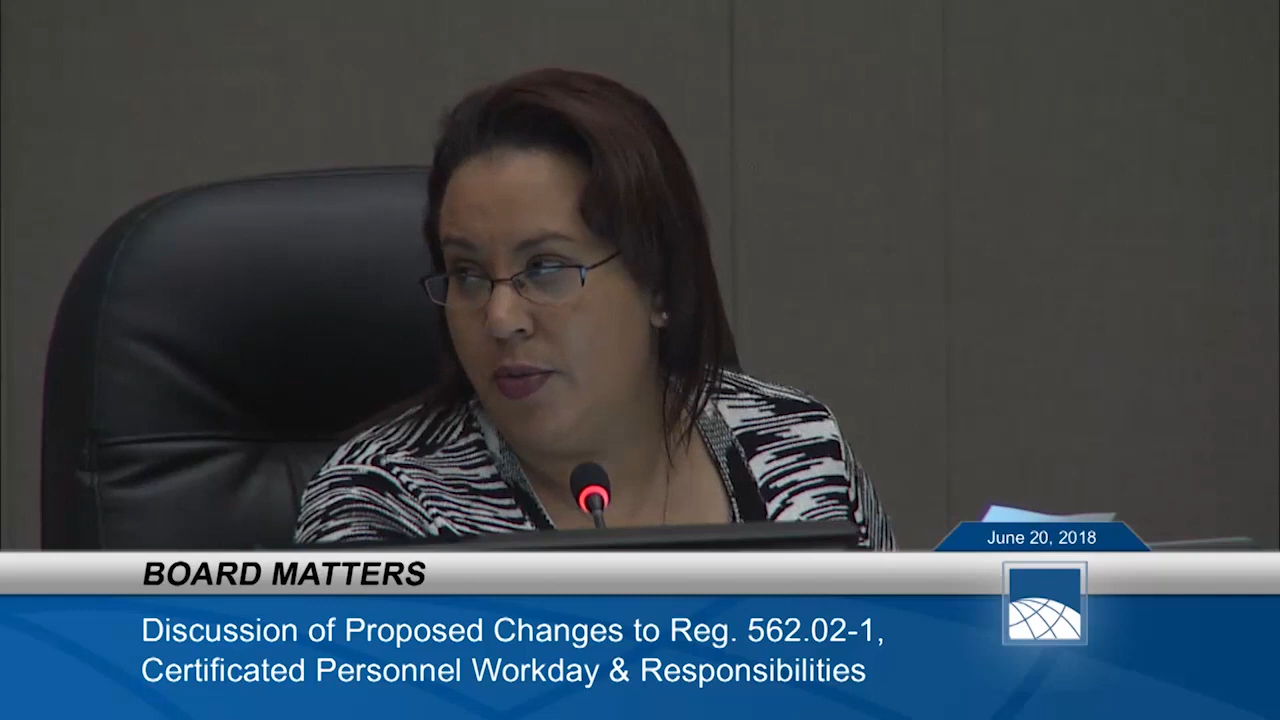 June 20, 2018
BOARD MATTERS
Discussion of Proposed Changes to Reg. 562.02-1,
Certificated Personnel Workday & Responsibilities